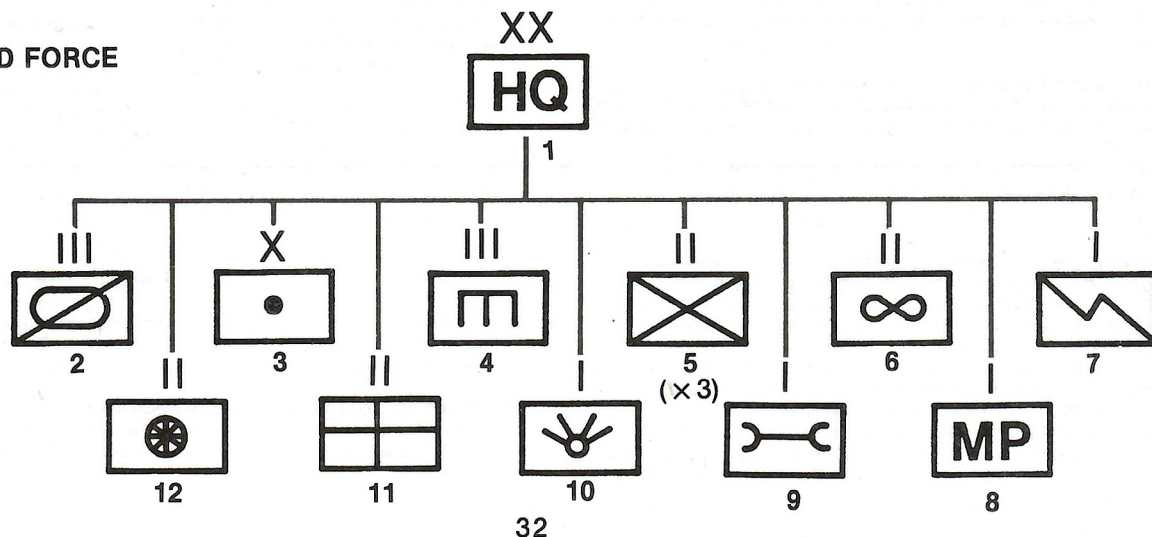 D FORCE
XX
HQ
1
III X III II II I
2 3 4 5 6 7
(×3)
II II I I I
MP
12 11 10 9 8
32